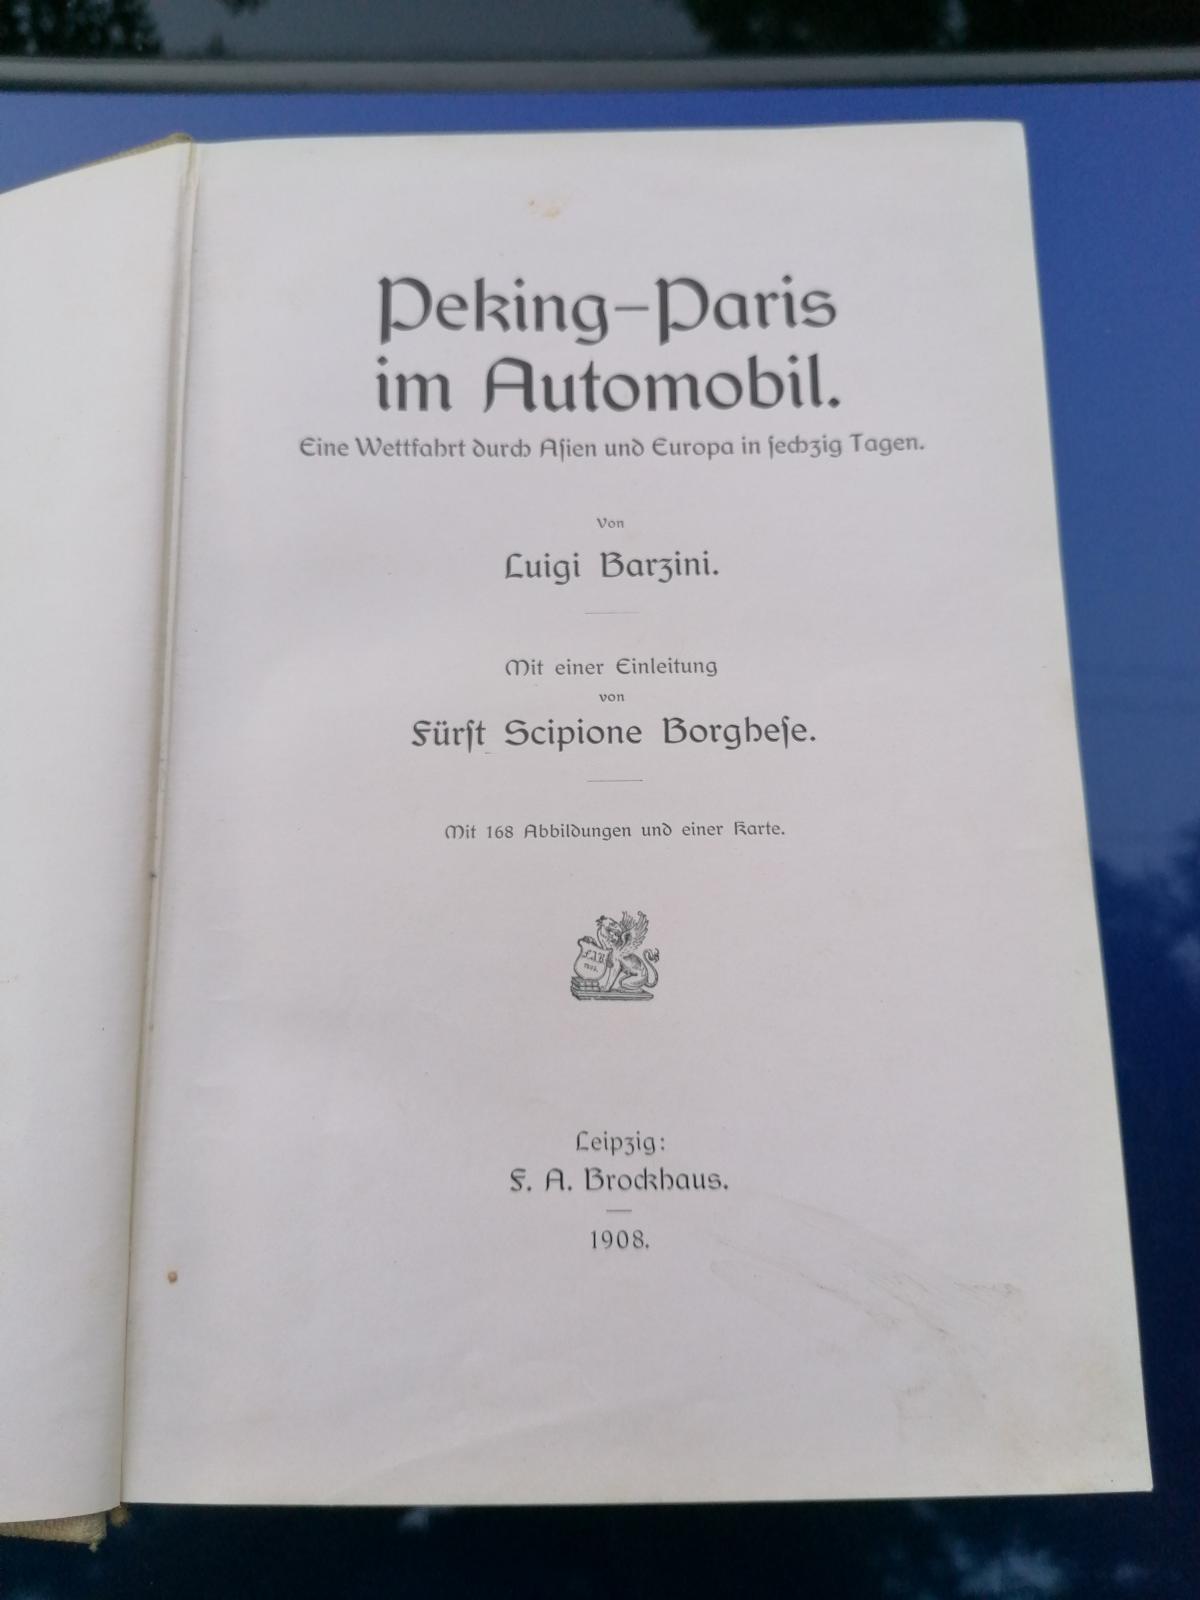 Peking–Paris
im Automobil.
Eine Wettfahrt durch Aſien und Europa in ſechzig Tagen.
Von
Luigi Barzini.
Mit einer Einleitung
von
Fürſt Scipione Borgheſe.
Mit 168 Abbildungen und einer Karte.
F.A.B.
Leipzig:
F. A. Brockhaus.
1908.